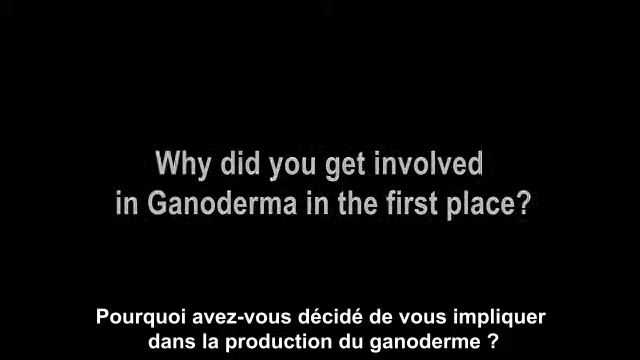 Why did you get involved
in Ganoderma in the first place?
Pourquoi avez-vous décidé de vous impliquer
dans la production du ganoderme ?